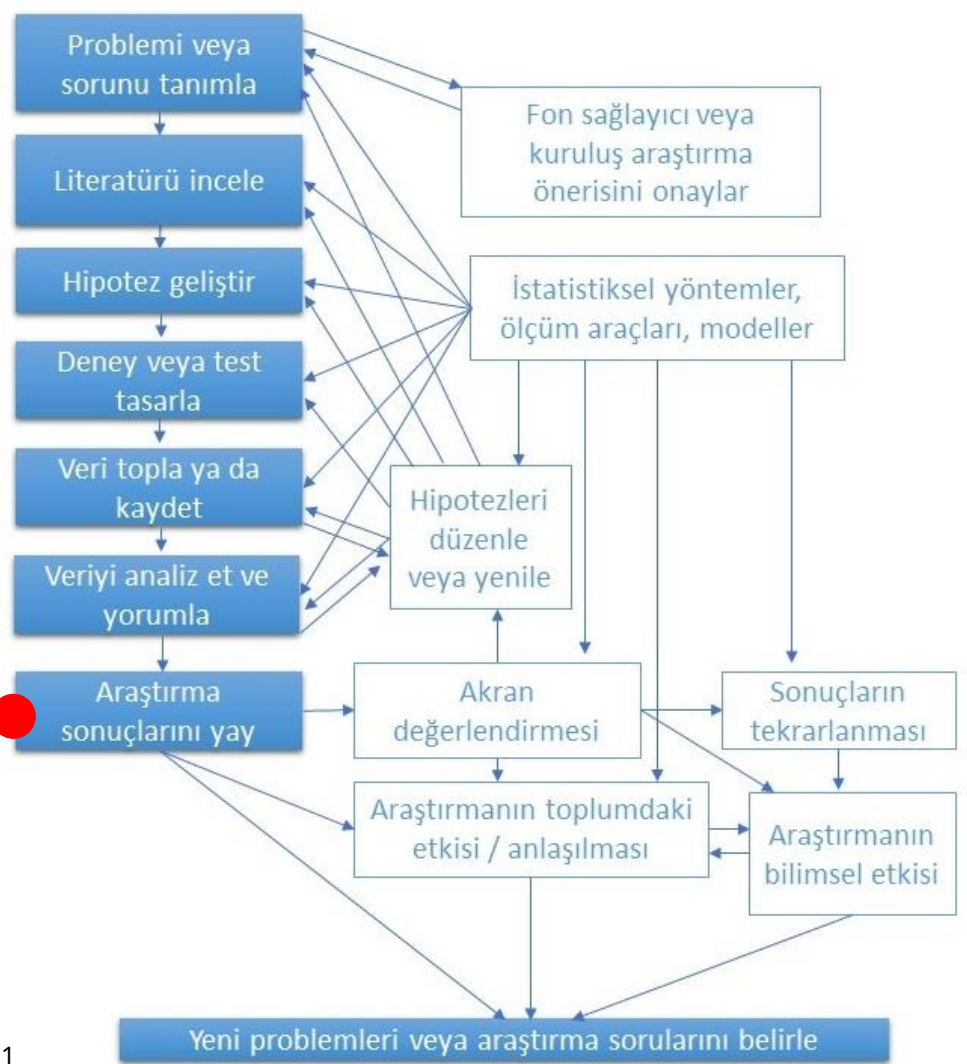 Problemi veya
sorunu tanımla
Fon sağlayıcı veya
kuruluş araştırma
önerisini onaylar
Literatürü incele
Hipotez geliştir
İstatistiksel yöntemler,
ölçüm araçları, modeller
Deney veya test
tasarla
Veri topla ya da
kaydet
Hipotezleri
düzenle
veya yenile
Veriyi analiz et ve
yorumla
Araştırma
sonuçlarını yay
Akran
değerlendirmesi
Sonuçların
tekrarlanması
Araştırmanın toplumdaki
etkisi / anlaşılması
Araştırmanın
bilimsel etkisi
Yeni problemleri veya araştırma sorularını belirle
1